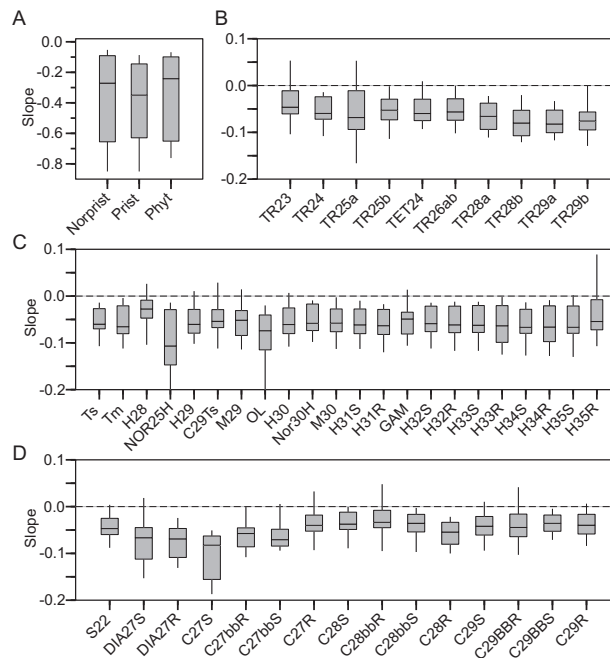 A
0.0
-0.2
-0.4
-0.6
-0.8
Slope
Norprist
Prist
Phyt
B
0.1
0.0
-0.1
-0.2
TR23
TR24
TR25a
TR25b
TET24
TR26ab
TR28a
TR28b
TR29a
TR29b
C
0.1
0.0
-0.1
-0.2
Slope
Ts
Tm
H28
NOR25H
H29
C29Ts
M29
OL
H30
Nor30H
M30
H31S
H31R
GAM
H32S
H32R
H33S
H33R
H34S
H34R
H35S
H35R
D
0.1
0.0
-0.1
-0.2
Slope
S22
DIA27S
DIA27R
C27S
C27bbR
C27bbS
C27R
C28S
C28bbR
C28bbS
C28R
C29S
C29BBR
C29BBS
C29R